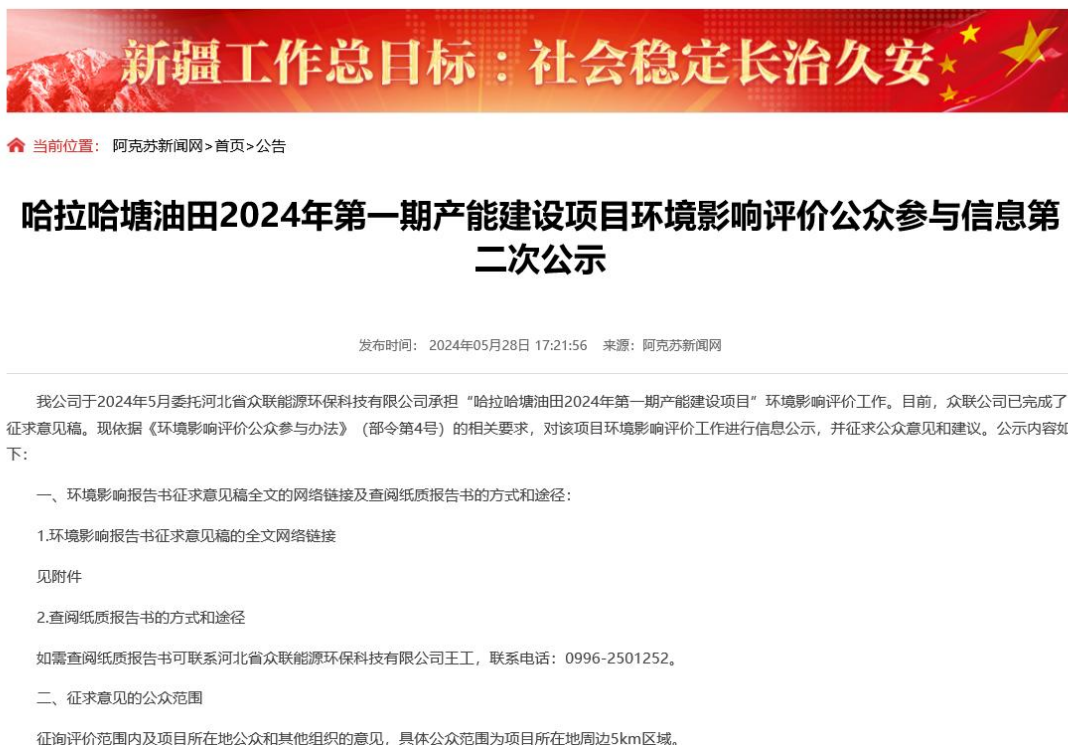 新疆工作总目标：社会稳定长治久安
当前位置： 阿克苏新闻网>首页>公告
哈拉哈塘油田2024年第一期产能建设项目环境影响评价公众参与信息第
二次公示
发布时间： 2024年05月28日 17:21:56 来源：阿克苏新闻网
我公司于2024年5月委托河北省众联能源环保科技有限公司承担“哈拉哈塘油田2024年第一期产能建设项目”环境影响评价工作。目前，众联公司已完成了
征求意见稿。现依据《环境影响评价公众参与办法》（部令第4号）的相关要求，对该项目环境影响评价工作进行信息公示，并征求公众意见和建议。公示内容如
下：
一、环境影响报告书征求意见稿全文的网络链接及查阅纸质报告书的方式和途径：
1.环境影响报告书征求意见稿的全文网络链接
见附件
2.查阅纸质报告书的方式和途径
如需查阅纸质报告书可联系河北省众联能源环保科技有限公司王工，联系电话：0996-2501252。
二、征求意见的公众范围
征询评价范围内及项目所在地公众和其他组织的意见，具体公众范围为项目所在地周边5km区域。